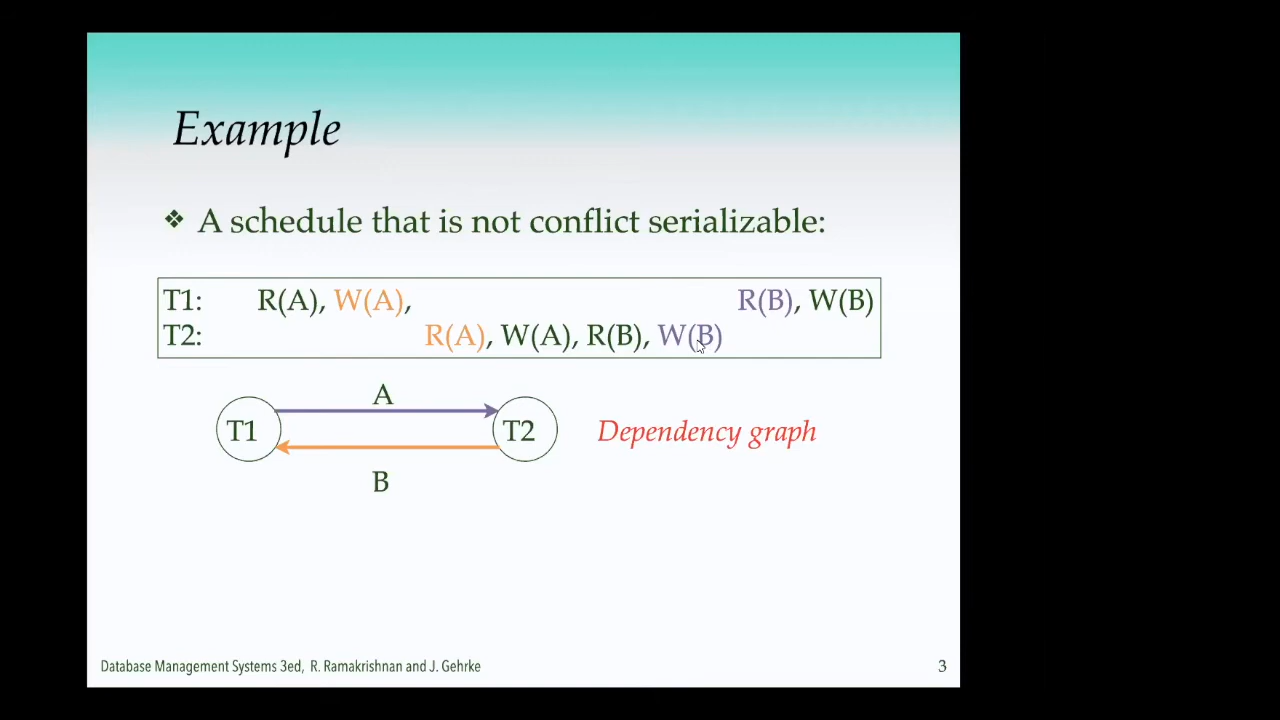 Example
❖ A schedule that is not conflict serializable:
T1: R(A), W(A), R(B), W(B)
T2: R(A), W(A), R(B), W(B)
A
T1 T2 Dependency graph
B
Database Management Systems 3ed, R. Ramakrishnan and J. Gehrke 3